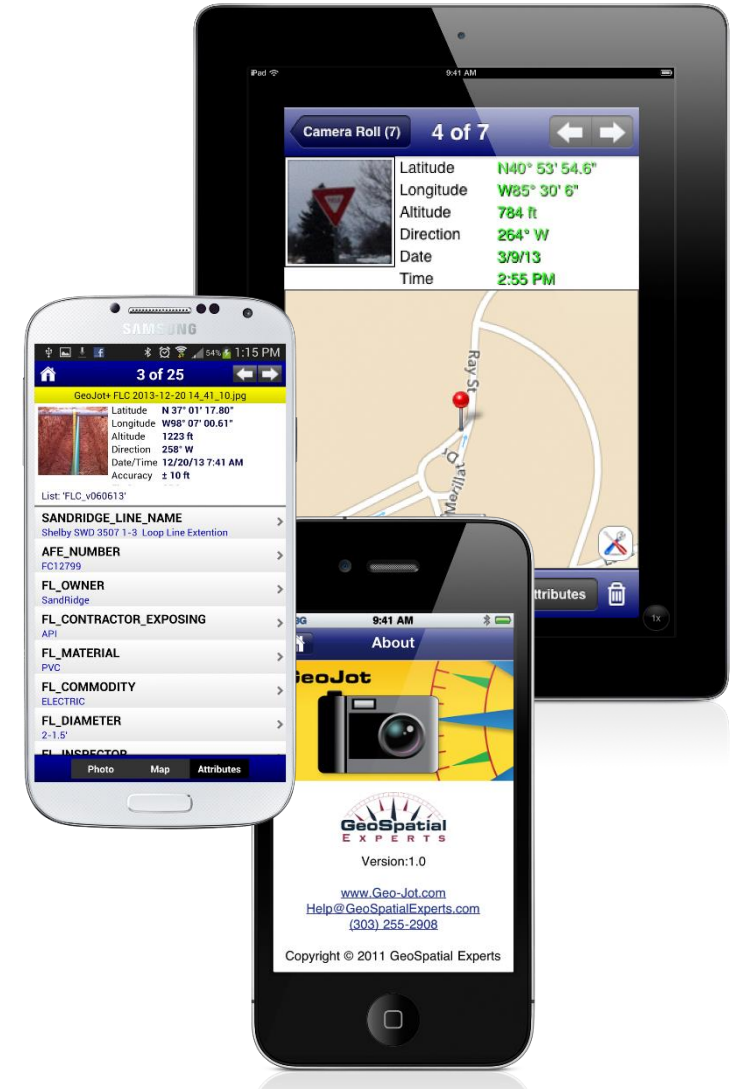 iPad 9:41 AM
Camera Roll (7) 4 of 7
Latitude N40° 53' 54.6"
Longitude W85° 30' 6"
Altitude 784 ft
Direction 264° W
Date 3/9/13
Time 2:55 PM
Ray St
Merillat
Attributes
1x
SAMSUNG
54% 1:15 PM
3 of 25
GeoJot+ FLC 2013-12-20 14_41_10.jpg
Latitude N 37° 01' 17.80"
Longitude W98° 07' 00.61"
Altitude 1223 ft
Direction 258° W
Date/Time 12/20/13 7:41 AM
Accuracy ± 10 ft
List: 'FLC_v060613'
SANDRIDGE_LINE_NAME
Shelby SWD 3507 1-3 Loop Line Extention
AFE_NUMBER
FC12799
FL_OWNER
SandRidge
FL_CONTRACTOR_EXPOSING
API
FL_MATERIAL
PVC
FL_COMMODITY
ELECTRIC
FL_DIAMETER
2-1.5'
FL_INSPECTOR
Photo Map Attributes
9:41 AM
About
GeoJot
GeoSpatial
EXPERTS
Version:1.0
www.Geo-Jot.com
Help@GeoSpatialExperts.com
(303) 255-2908
Copyright © 2011 GeoSpatial Experts